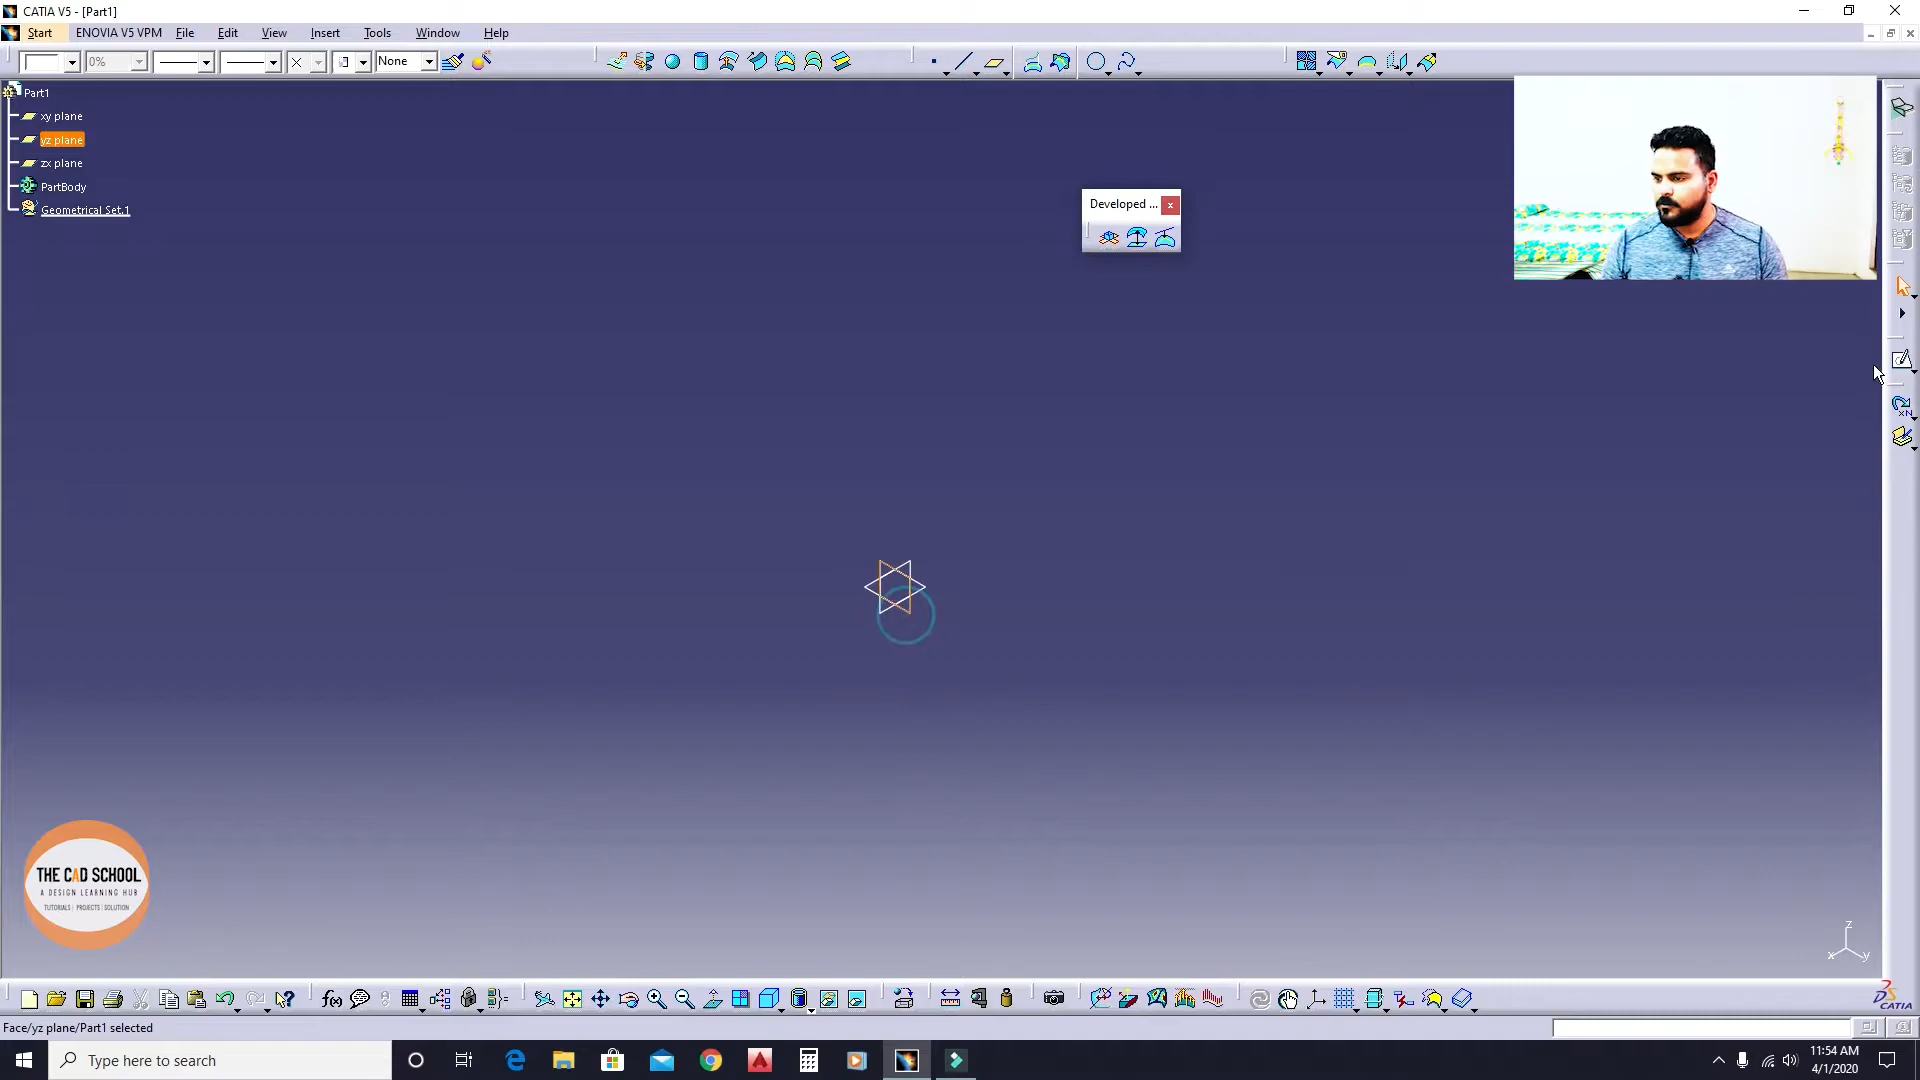 CATIA V5 - [Part1]
Start ENOVIA V5 VPM File Edit View Insert Tools Window Help
0% None
Part1
xy plane
yz plane
zx plane
PartBody
Geometrical Set.1
Developed ...
THE CAD SCHOOL
A DESIGN LEARNING HUB
TUTORIALS | PROJECTS | SOLUTION
z
x y
f(x)
CATIA
Face/yz plane/Part1 selected
Type here to search
11:54 AM
4/1/2020